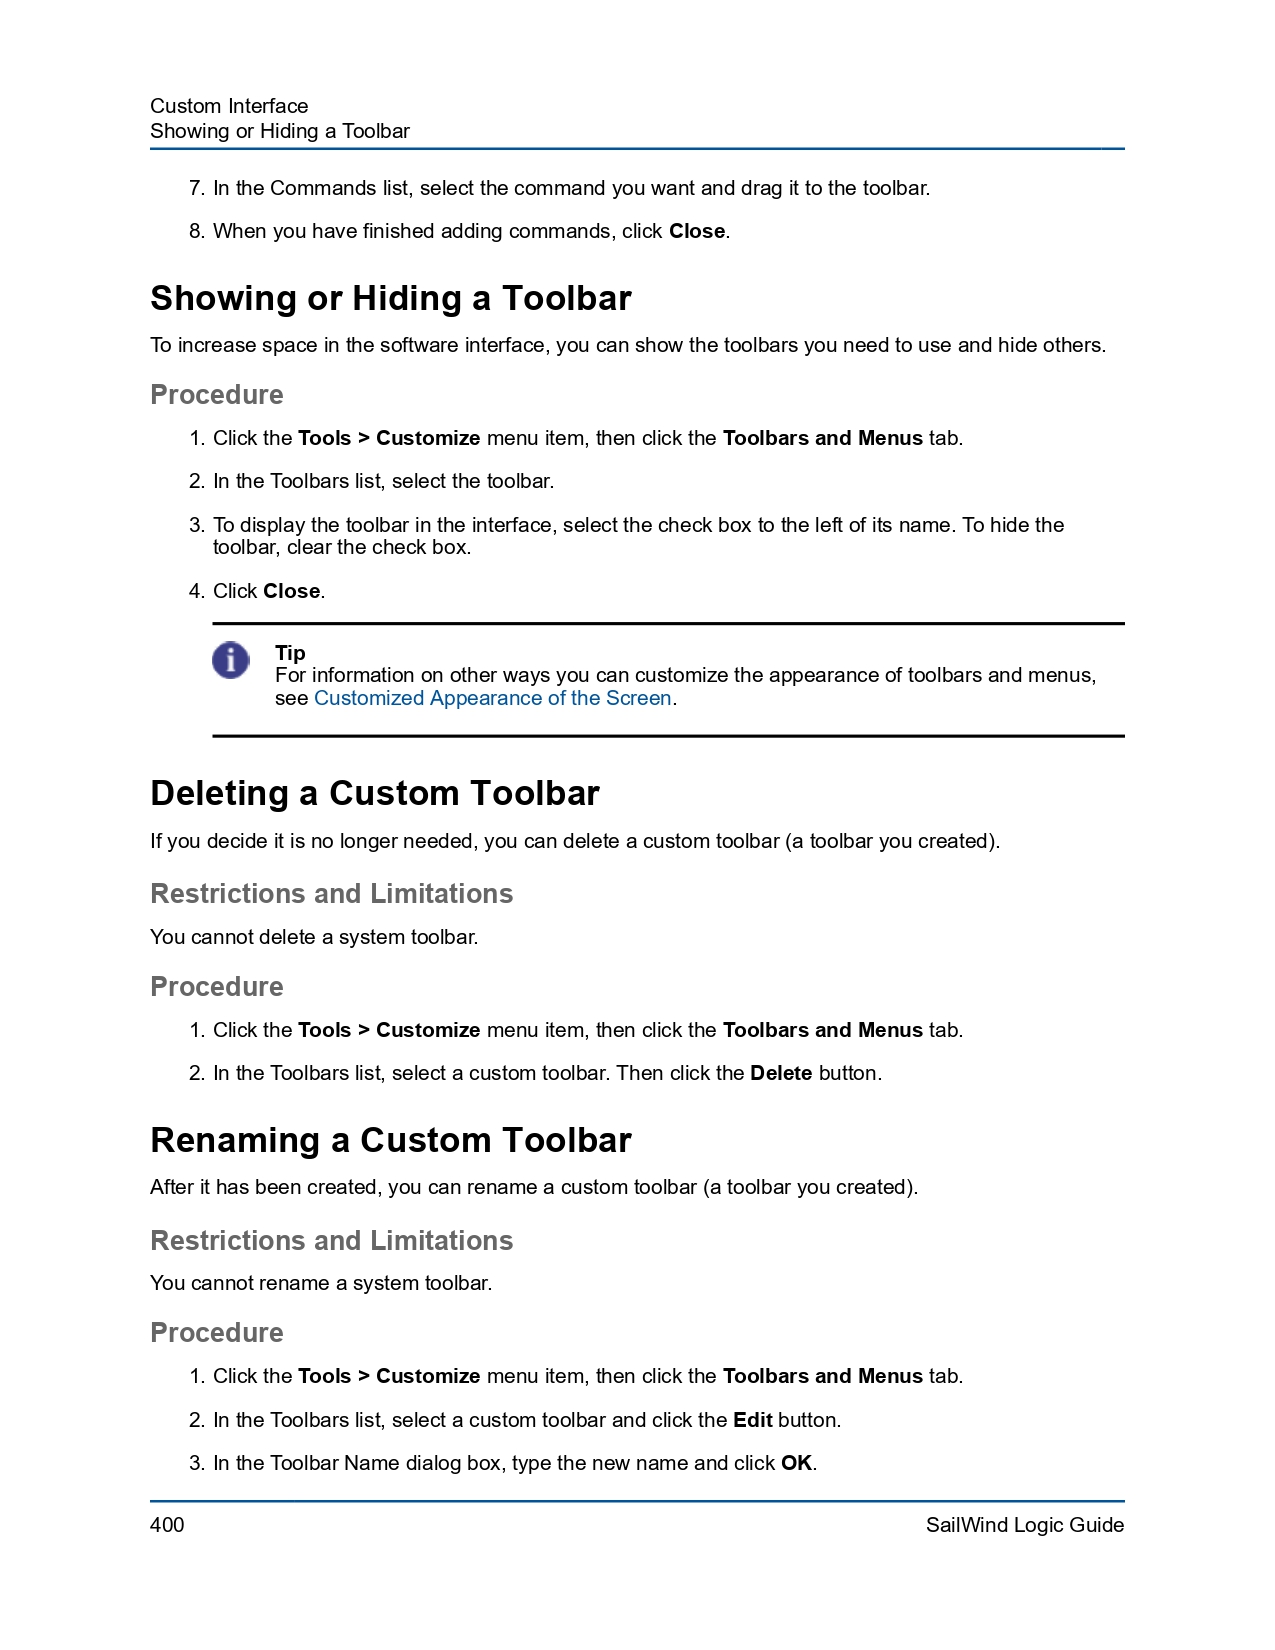 Custom Interface
Showing or Hiding a Toolbar
7. In the Commands list, select the command you want and drag it to the toolbar.
8. When you have finished adding commands, click Close.
Showing or Hiding a Toolbar
To increase space in the software interface, you can show the toolbars you need to use and hide others.
Procedure
1. Click the Tools > Customize menu item, then click the Toolbars and Menus tab.
2. In the Toolbars list, select the toolbar.
3. To display the toolbar in the interface, select the check box to the left of its name. To hide the
toolbar, clear the check box.
4. Click Close.
Tip
For information on other ways you can customize the appearance of toolbars and menus,
see Customized Appearance of the Screen.
Deleting a Custom Toolbar
If you decide it is no longer needed, you can delete a custom toolbar (a toolbar you created).
Restrictions and Limitations
You cannot delete a system toolbar.
Procedure
1. Click the Tools > Customize menu item, then click the Toolbars and Menus tab.
2. In the Toolbars list, select a custom toolbar. Then click the Delete button.
Renaming a Custom Toolbar
After it has been created, you can rename a custom toolbar (a toolbar you created).
Restrictions and Limitations
You cannot rename a system toolbar.
Procedure
1. Click the Tools > Customize menu item, then click the Toolbars and Menus tab.
2. In the Toolbars list, select a custom toolbar and click the Edit button.
3. In the Toolbar Name dialog box, type the new name and click OK.
400
SailWind Logic Guide